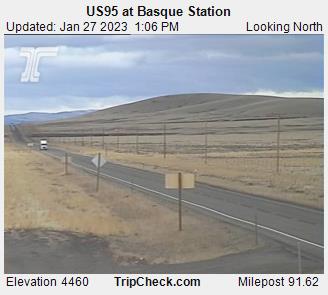 US95 at Basque Station
Updated: Jan 27 2023 1:06 PM Looking North
Elevation 4460 TripCheck.com Milepost 91.62